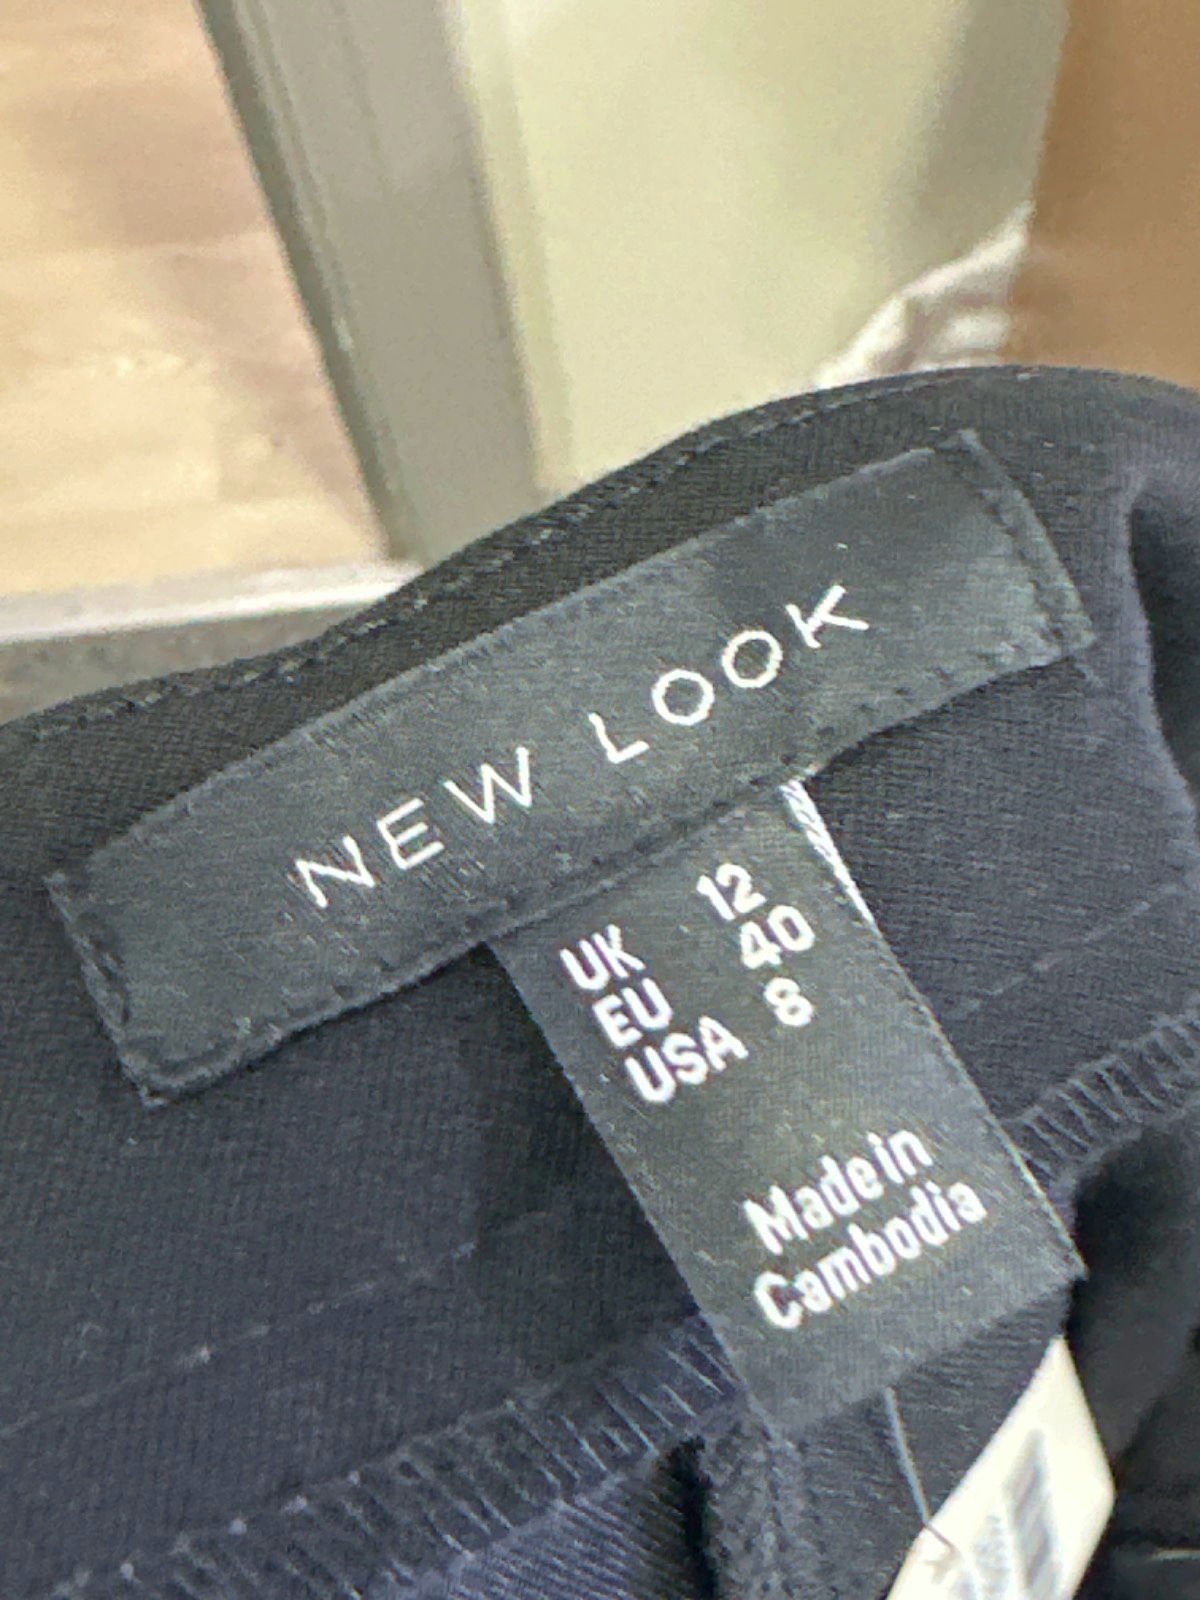 NEW LOOK
UK 12
EU 40
USA 8
Made in
Cambodia